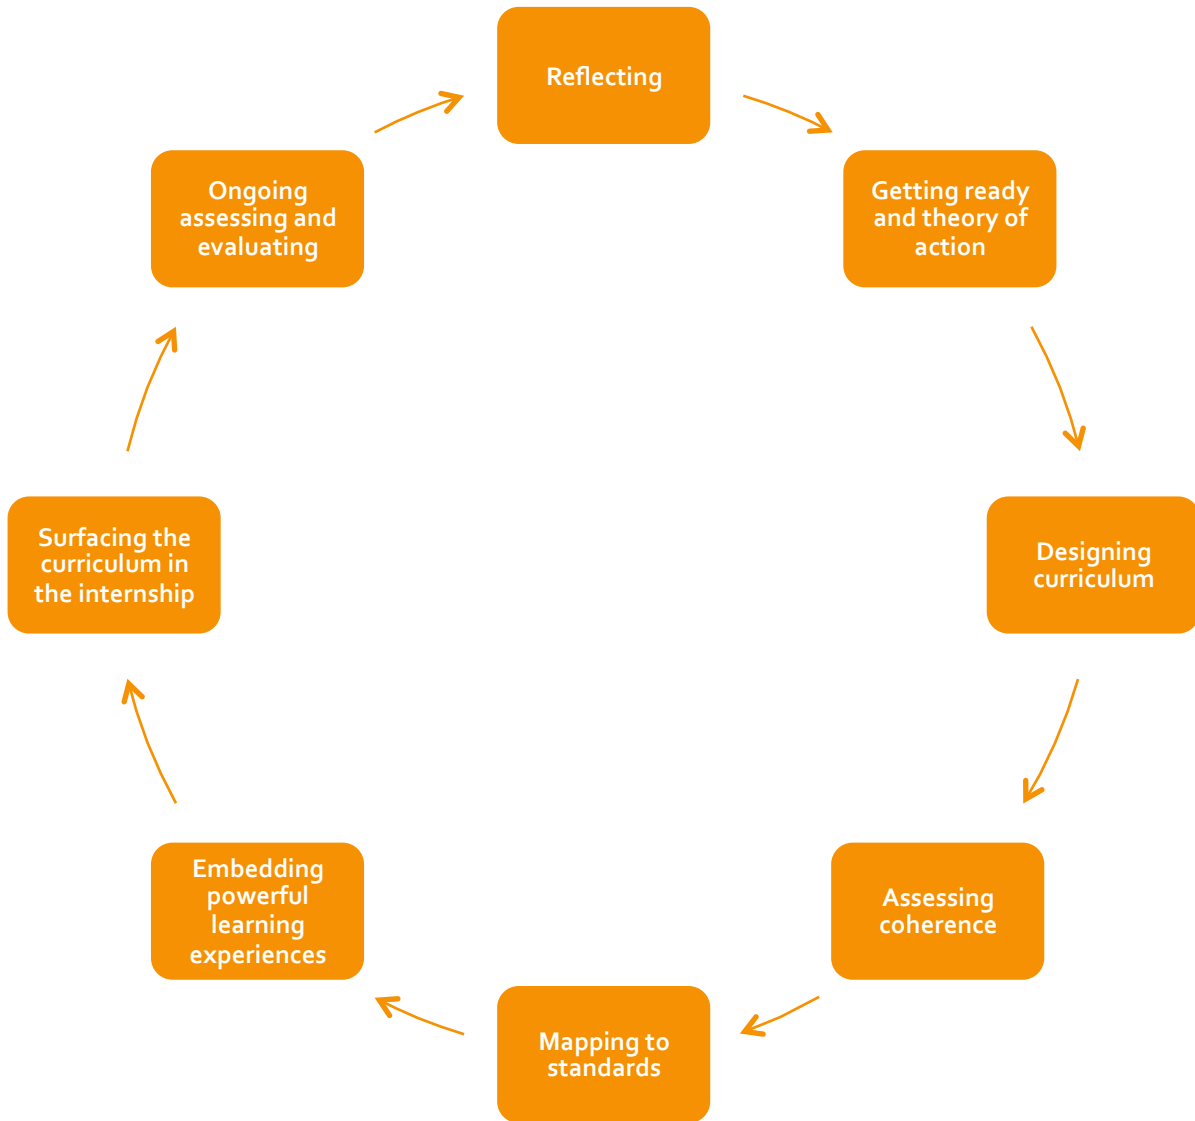 Reflecting
Getting ready
and theory of
action
Designing
curriculum
Assessing
coherence
Mapping to
standards
Embedding
powerful
learning
experiences
Surfacing the
curriculum in
the internship
Ongoing
assessing and
evaluating